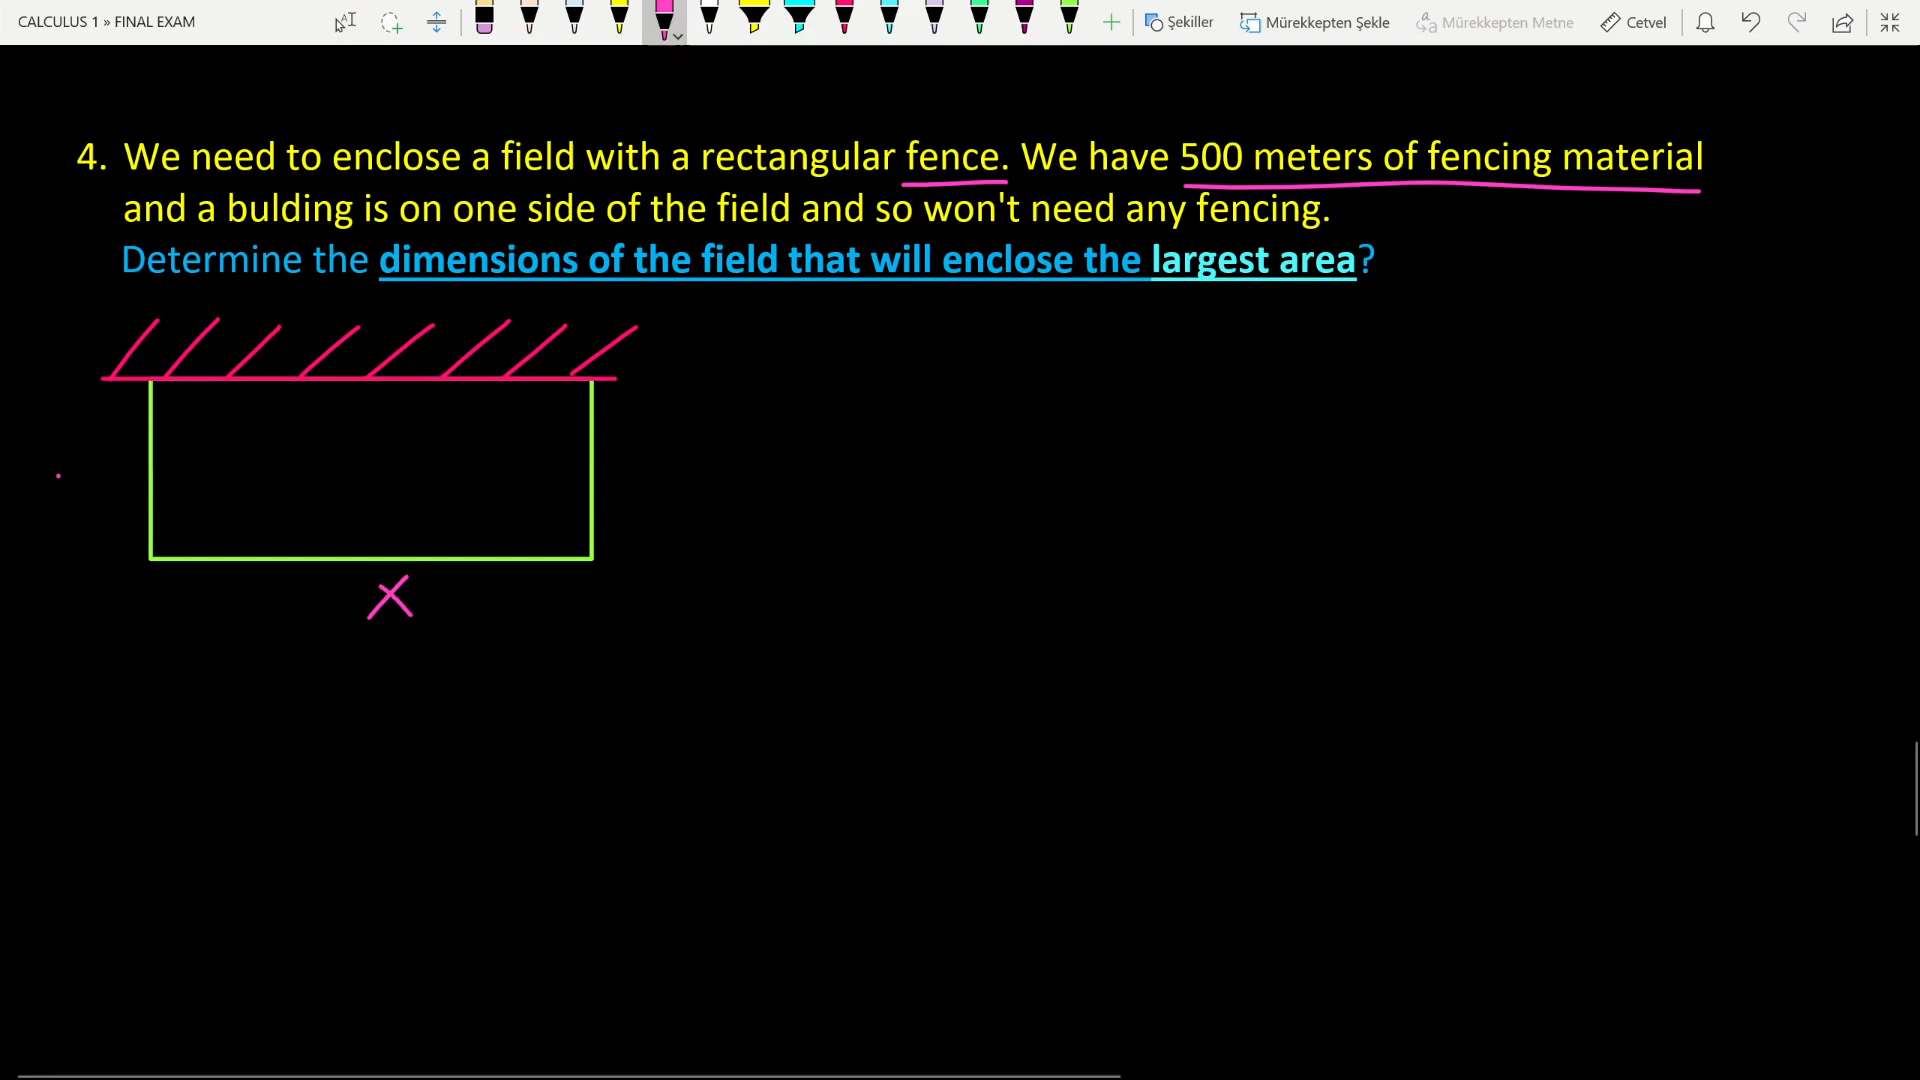 CALCULUS 1 » FINAL EXAM
Şekiller
Mürekkepten Şekle
Mürekkepten Metne
Cetvel
4. We need to enclose a field with a rectangular fence. We have 500 meters of fencing material
and a bulding is on one side of the field and so won't need any fencing.
Determine the dimensions of the field that will enclose the largest area?
x